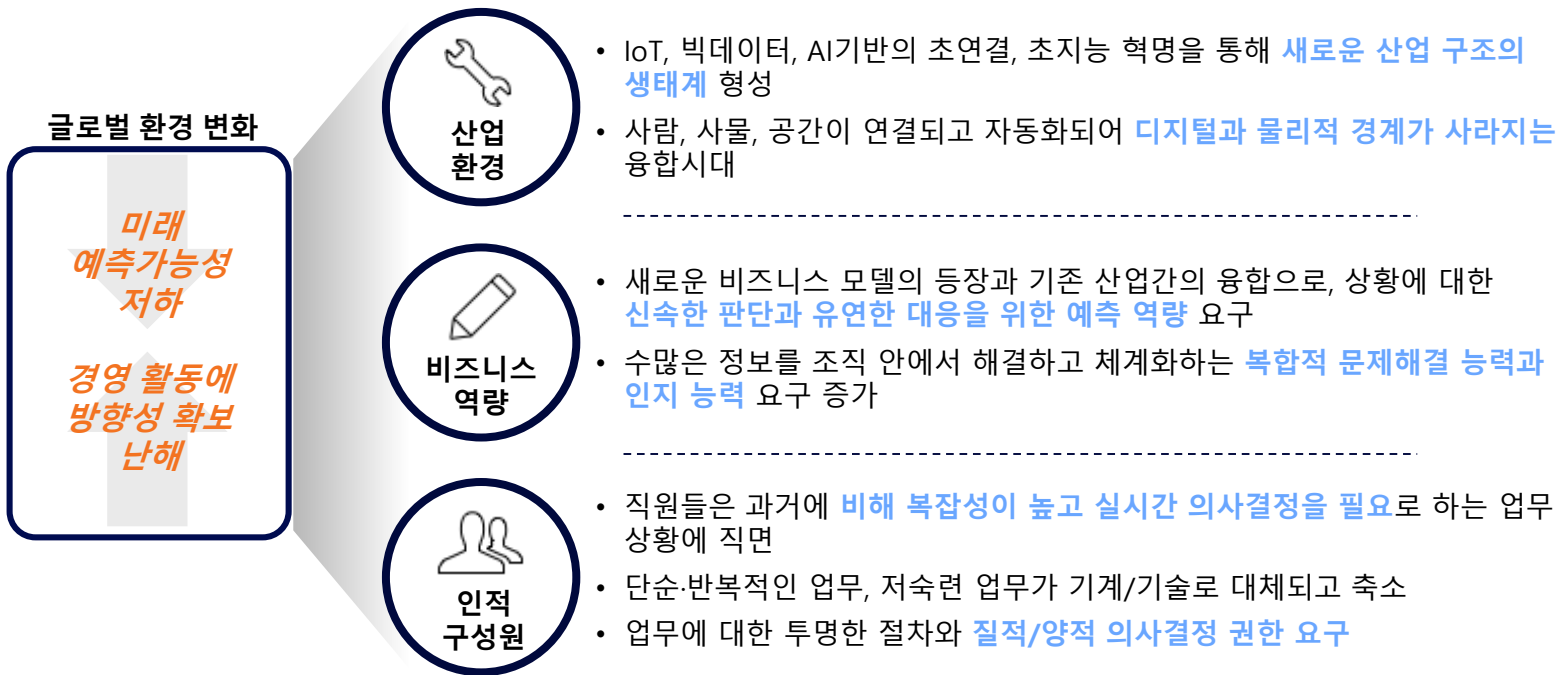 글로벌 환경 변화
미래
예측가능성
저하
경영 활동에
방향성 확보
난해
산업
환경
• IoT, 빅데이터, AI기반의 초연결, 초지능 혁명을 통해 새로운 산업 구조의
생태계 형성
• 사람, 사물, 공간이 연결되고 자동화되어 디지털과 물리적 경계가 사라지는
융합시대
비즈니스
역량
• 새로운 비즈니스 모델의 등장과 기존 산업간의 융합으로, 상황에 대한
신속한 판단과 유연한 대응을 위한 예측 역량 요구
• 수많은 정보를 조직 안에서 해결하고 체계화하는 복합적 문제해결 능력과
인지 능력 요구 증가
인적
구성원
• 직원들은 과거에 비해 복잡성이 높고 실시간 의사결정을 필요로 하는 업무
상황에 직면
• 단순·반복적인 업무, 저숙련 업무가 기계/기술로 대체되고 축소
• 업무에 대한 투명한 절차와 질적/양적 의사결정 권한 요구